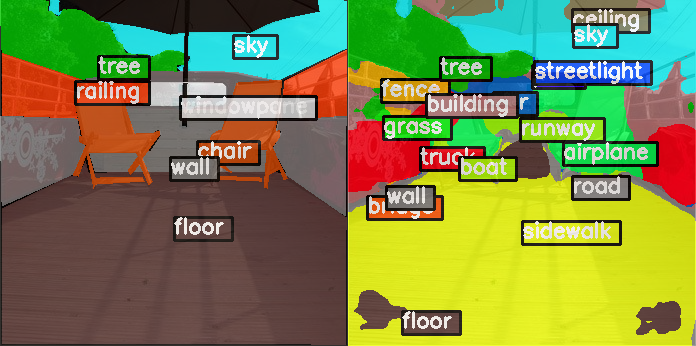 sky
tree
railing
windowpane
chair
wall
floor
ceiling
sky
tree
streetlight
fence
building
grass
runway
truck
airplane
boat
road
wall
bridge
sidewalk
floor